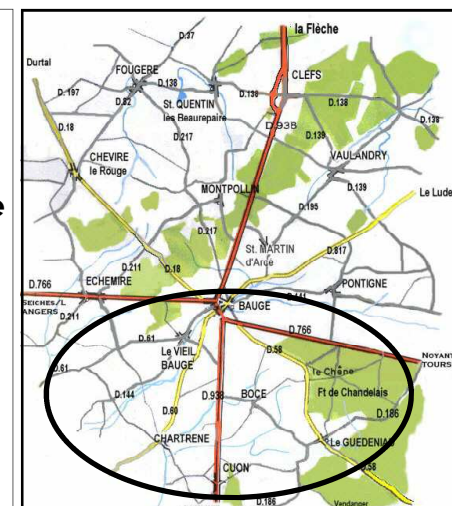 la Flèche
D.37
Durtal
FOUGERE
D.138
CLEFS
D.197
D.82
St. QUENTIN
lès Beaurepaire
D.138
D.138
D.18
D.217
D.938
D.139
D.138
CHEVIRE
le Rouge
VAULANDRY
MONTPOLLIN
D.139
Le Lude
D.195
D.217
St. MARTIN
d'Arcé
D.817
D.211
D.18
D.766
ECHEMIRE
PONTIGNE
SEICHES/L
ANGERS
D.211
BAUGE
D.766
D.61
Le VIEIL
BAUGE
D.58
NOYANT
TOURS
D.61
le Chêne
D.144
D.938
BOCE
Ft de Chandelais
D.60
D.186
CHARTRENE
Le GUEDENIAU
CUON
D.58
D.186
Vendanger
e